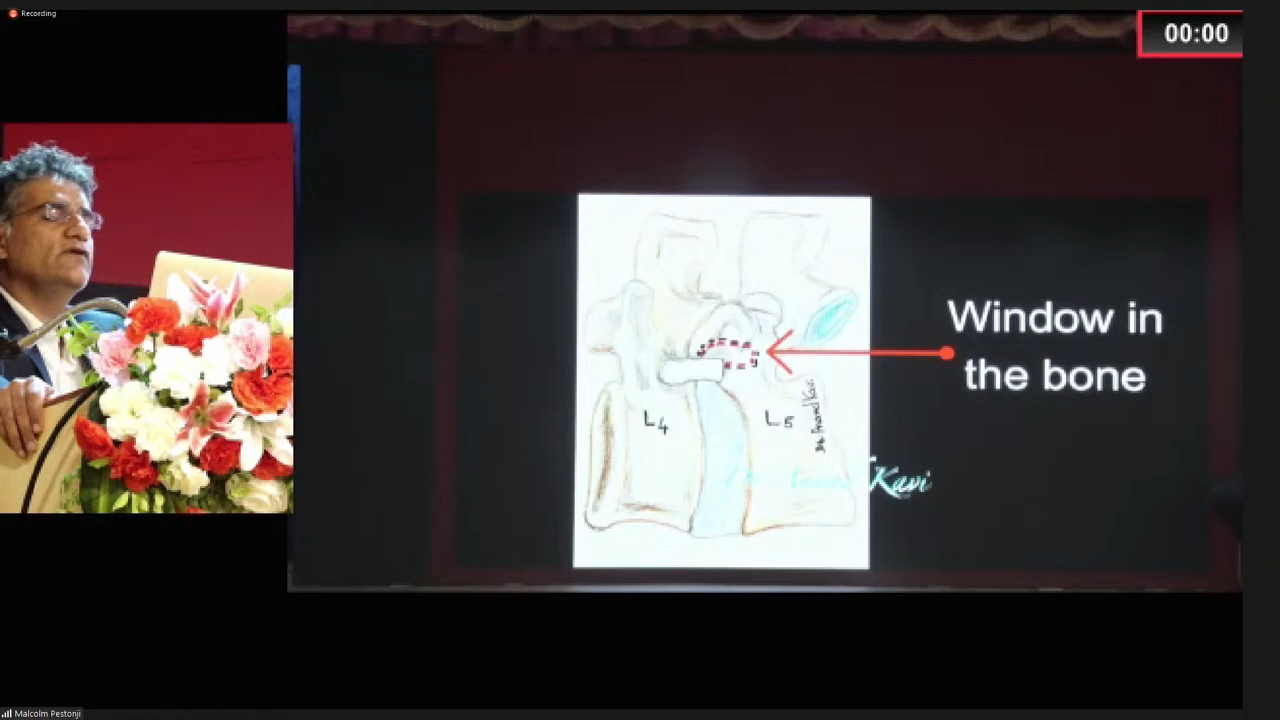 Recording
00:00
Window in
the bone
L4
L5
Kavi
Malcolm Pestonji